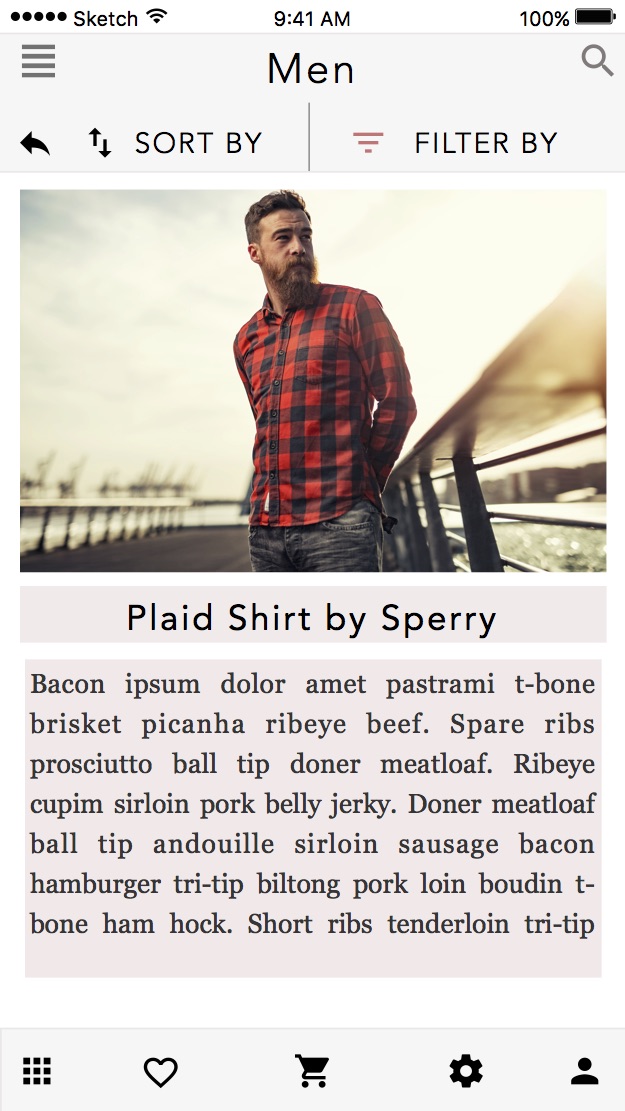 Sketch 9:41 AM 100%
Men
SORT BY FILTER BY
Plaid Shirt by Sperry
Bacon ipsum dolor amet pastrami t-bone
brisket picanha ribeye beef. Spare ribs
prosciutto ball tip doner meatloaf. Ribeye
cupim sirloin pork belly jerky. Doner meatloaf
ball tip andouille sirloin sausage bacon
hamburger tri-tip biltong pork loin boudin t-
bone ham hock. Short ribs tenderloin tri-tip